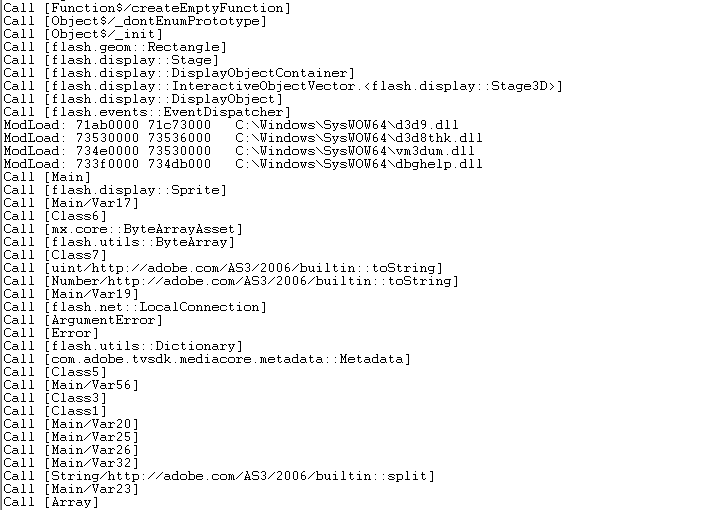 Call [Function$/createEmptyFunction]
Call [Object$/_dontEnumPrototype]
Call [Object$/_init]
Call [flash.geom::Rectangle]
Call [flash.display::Stage]
Call [flash.display::DisplayObjectContainer]
Call [flash.display::InteractiveObjectVector.<flash.display::Stage3D>]
Call [flash.display::DisplayObject]
Call [flash.events::EventDispatcher]
ModLoad: 71ab0000 71c73000   C:\Windows\SysWOW64\d3d9.dll
ModLoad: 73530000 73536000   C:\Windows\SysWOW64\d3d8thk.dll
ModLoad: 734e0000 73530000   C:\Windows\SysWOW64\vm3dum.dll
ModLoad: 733f0000 734db000   C:\Windows\SysWOW64\dbghelp.dll
Call [Main]
Call [flash.display::Sprite]
Call [Main/Var17]
Call [Class6]
Call [mx.core::ByteArrayAsset]
Call [flash.utils::ByteArray]
Call [Class7]
Call [uint/http://adobe.com/AS3/2006/builtin::toString]
Call [Number/http://adobe.com/AS3/2006/builtin::toString]
Call [Main/Var19]
Call [flash.net::LocalConnection]
Call [ArgumentError]
Call [Error]
Call [flash.utils::Dictionary]
Call [com.adobe.tvsdk.mediacore.metadata::Metadata]
Call [Class5]
Call [Main/Var56]
Call [Class3]
Call [Class1]
Call [Main/Var20]
Call [Main/Var25]
Call [Main/Var26]
Call [Main/Var32]
Call [String/http://adobe.com/AS3/2006/builtin::split]
Call [Main/Var23]
Call [Array]